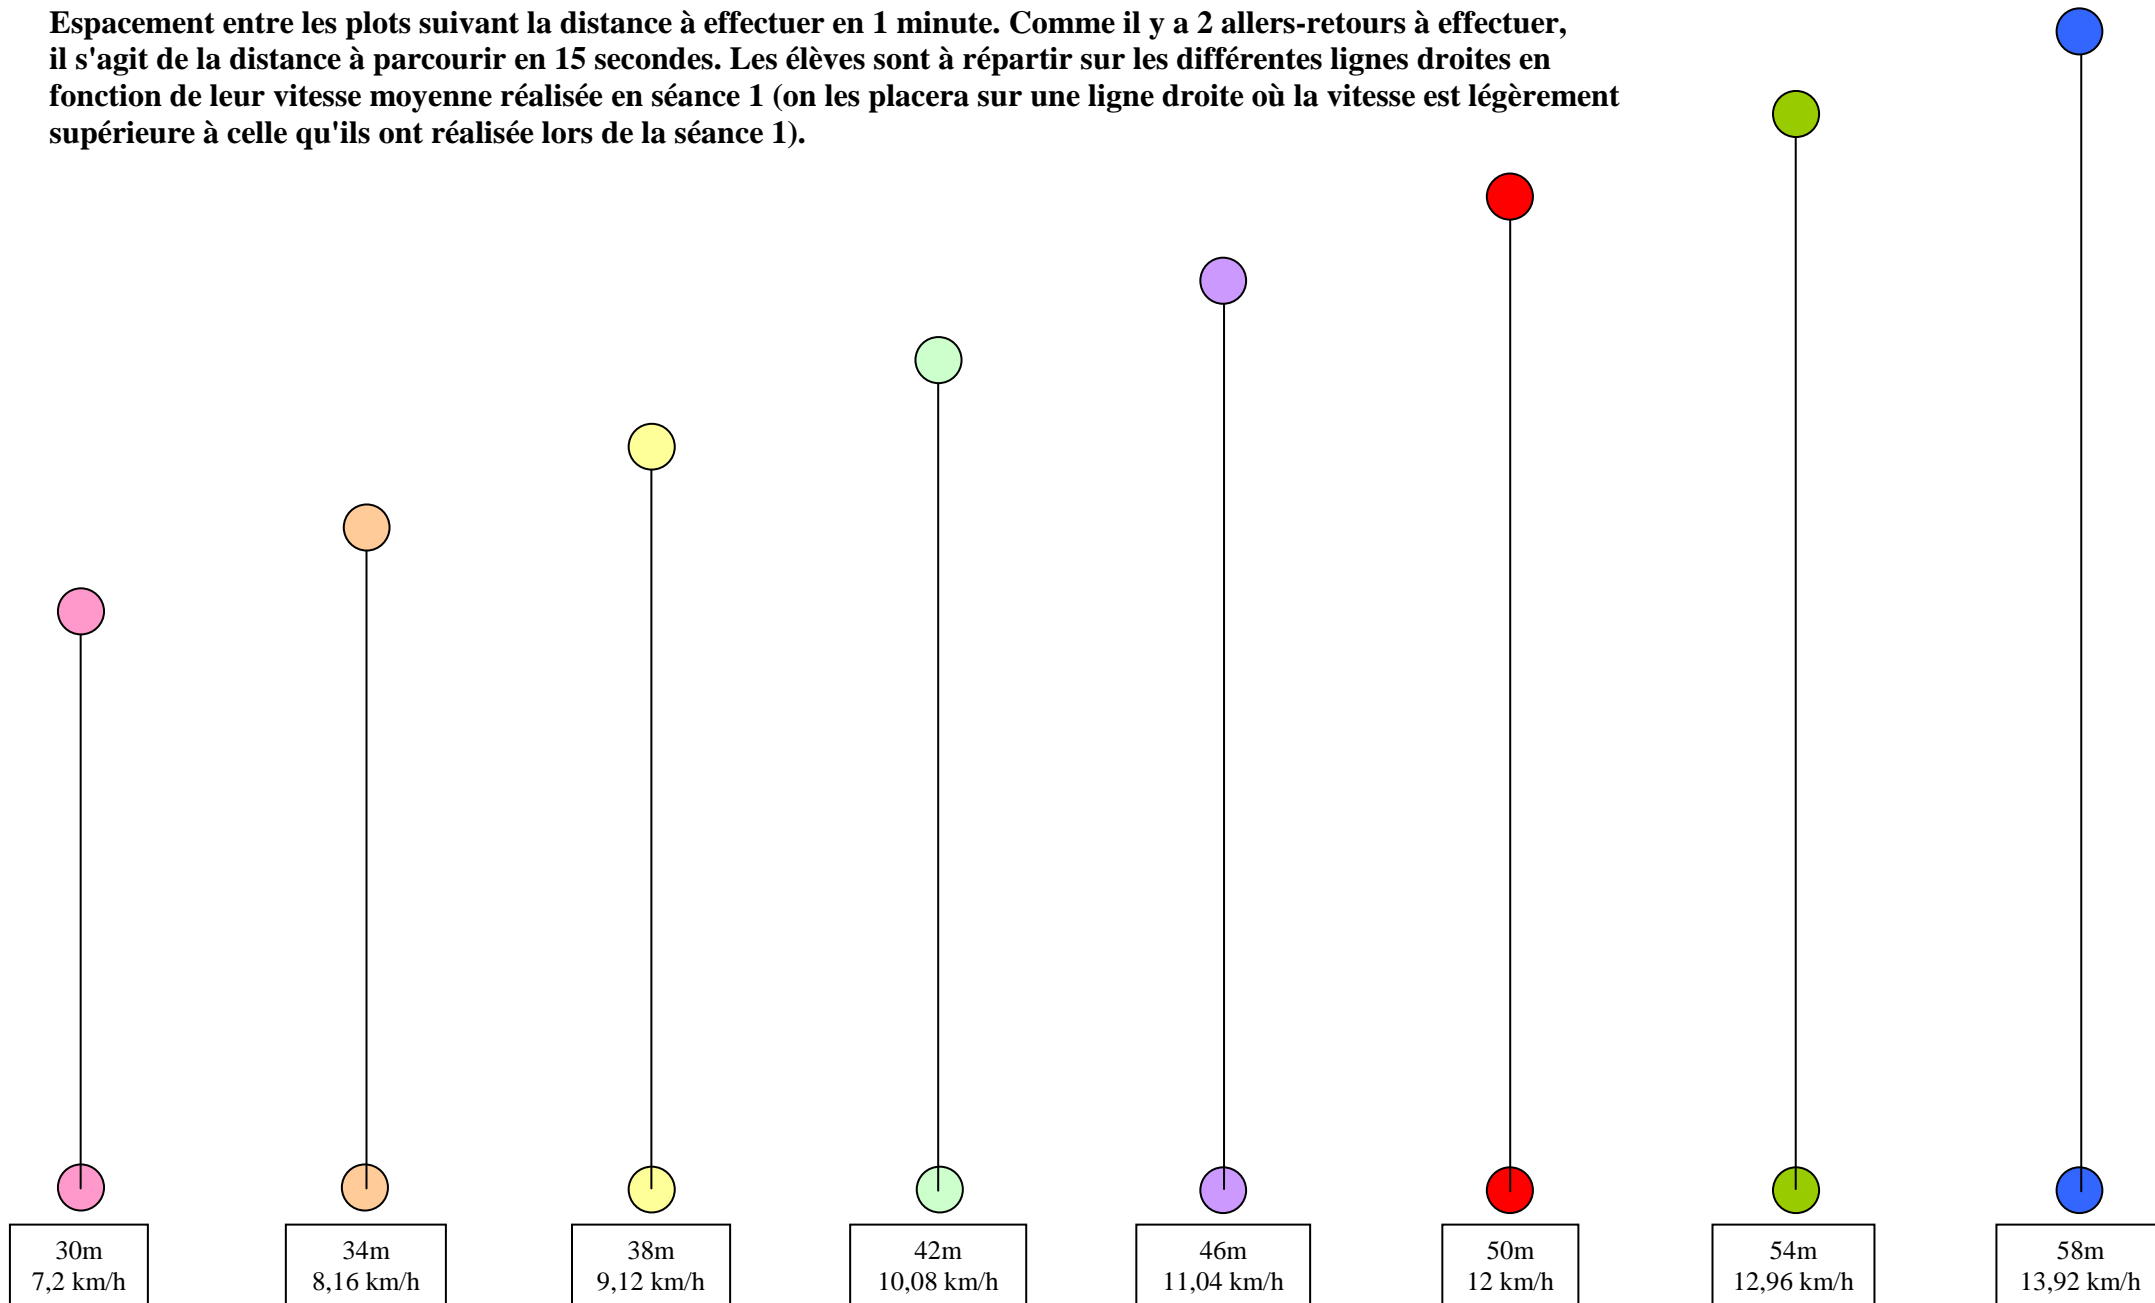 Espacement entre les plots suivant la distance à effectuer en 1 minute. Comme il y a 2 allers-retours à effectuer,
il s'agit de la distance à parcourir en 15 secondes. Les élèves sont à répartir sur les différentes lignes droites en
fonction de leur vitesse moyenne réalisée en séance 1 (on les placera sur une ligne droite où la vitesse est légèrement
supérieure à celle qu'ils ont réalisée lors de la séance 1).
30m
7,2 km/h
34m
8,16 km/h
38m
9,12 km/h
42m
10,08 km/h
46m
11,04 km/h
50m
12 km/h
54m
12,96 km/h
58m
13,92 km/h